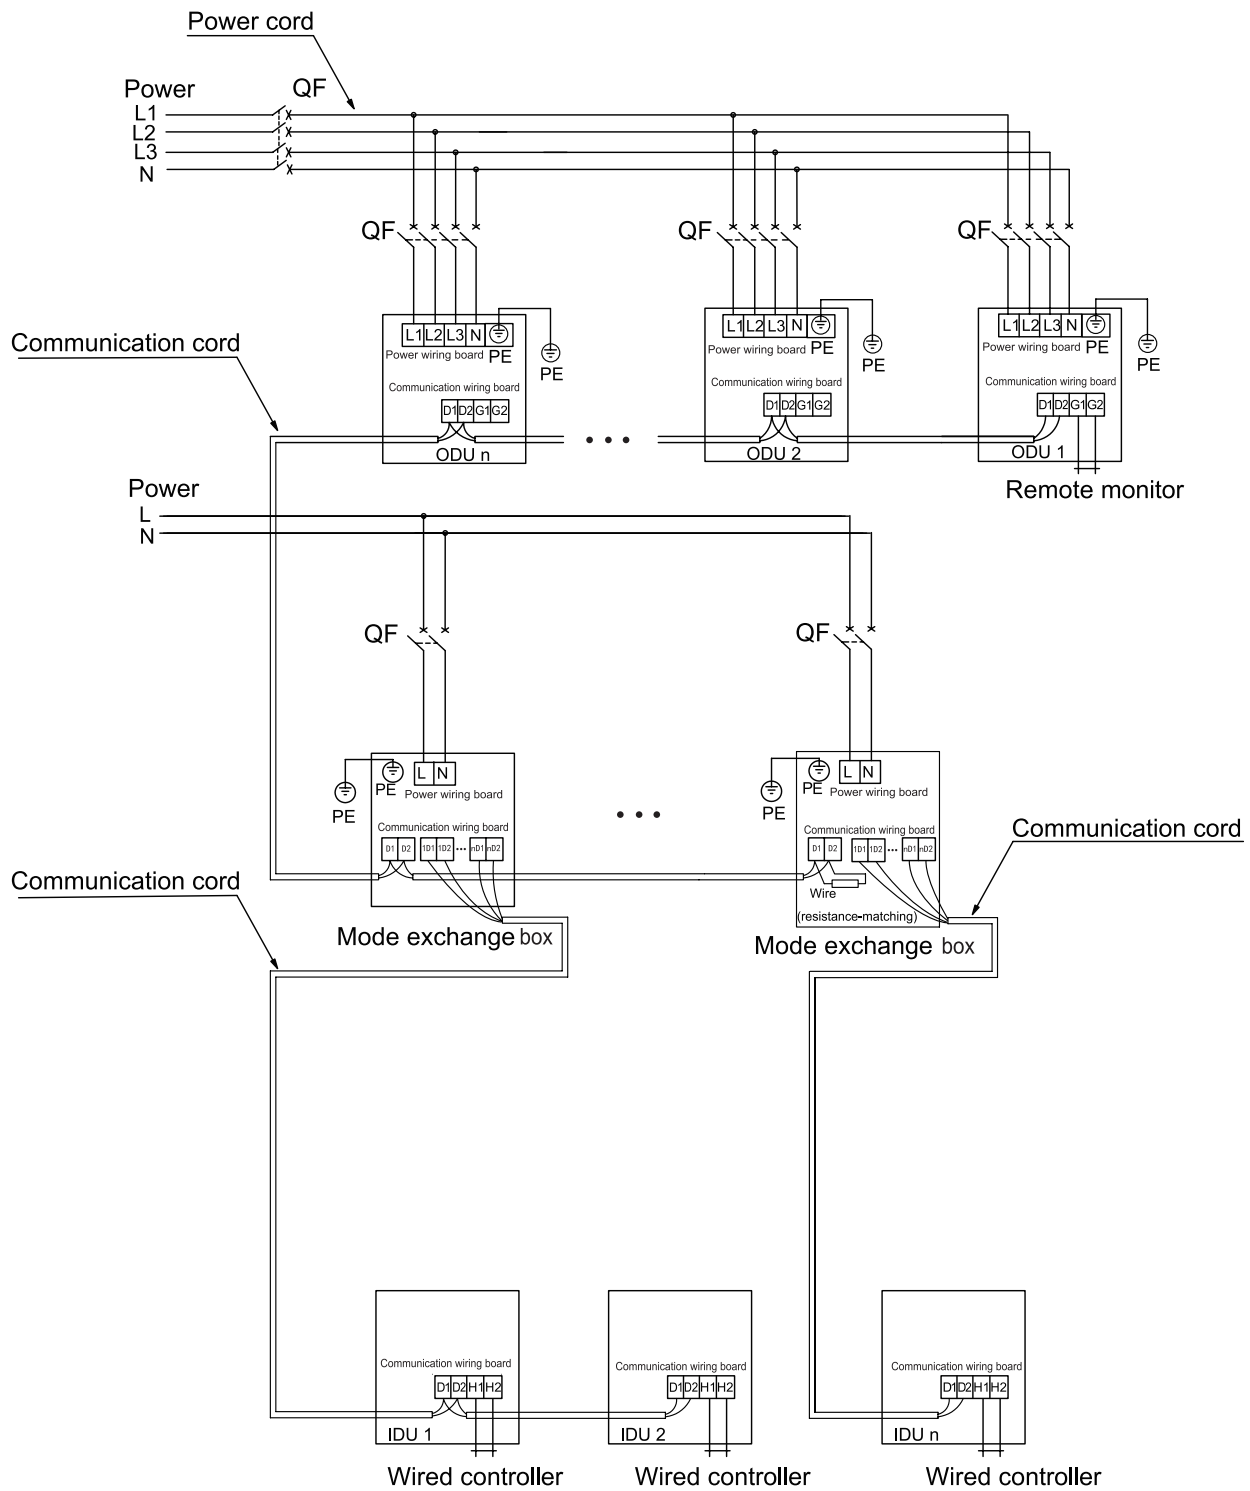 Power cord
Power QF
L1
L2
L3
N
QF QF QF
L1 L2 L3 N L1 L2 L3 N L1 L2 L3 N
Power wiring board PE Power wiring board PE Power wiring board PE
PE PE PE
Communication cord
Communication wiring board Communication wiring board Communication wiring board
D1 D2 G1 G2 D1 D2 G1 G2 D1 D2 G1 G2
ODU n ODU 2 ODU 1
Remote monitor
Power
L
N
QF QF
L N L N
PE PE
Power wiring board Power wiring board
PE PE
Communication wiring board Communication wiring board
D1 D2 1D1 1D2 nD1 nD2 D1 D2 1D1 1D2 nD1 nD2
Communication cord
Communication cord
Wire
(resistance-matching)
Mode exchange box Mode exchange box
Communication wiring board Communication wiring board Communication wiring board
D1 D2 H1 H2 D1 D2 H1 H2 D1 D2 H1 H2
IDU 1 IDU 2 IDU n
Wired controller Wired controller Wired controller